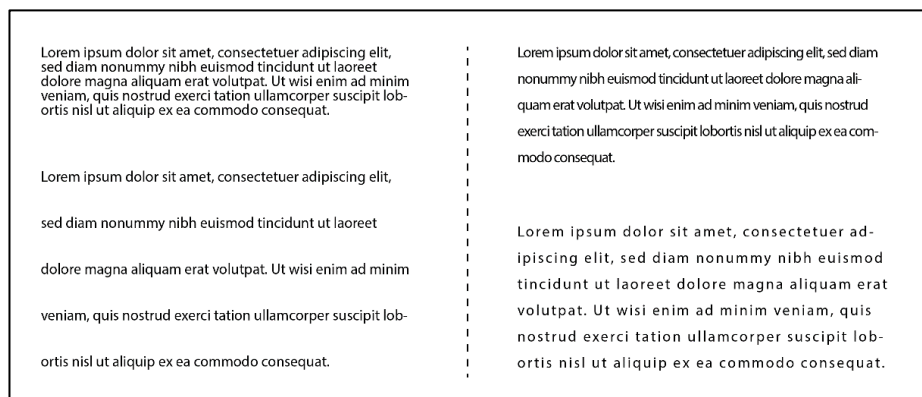 Lorem ipsum dolor sit amet, consectetuer adipiscing elit,
sed diam nonummy nibh euismod tincidunt ut laoreet
dolore magna aliquam erat volutpat. Ut wisi enim ad minim
veniam, quis nostrud exerci tation ullamcorper suscipit lob-
ortis nisl ut aliquip ex ea commodo consequat.
Lorem ipsum dolor sit amet, consectetuer adipiscing elit,
sed diam nonummy nibh euismod tincidunt ut laoreet
dolore magna aliquam erat volutpat. Ut wisi enim ad minim
veniam, quis nostrud exerci tation ullamcorper suscipit lob-
ortis nisl ut aliquip ex ea commodo consequat.
Lorem ipsum dolor sit amet, consectetuer adipiscing elit, sed diam
nonummy nibh euismod tincidunt ut laoreet dolore magna ali-
quam erat volutpat. Ut wisi enim ad minim veniam, quis nostrud
exerci tation ullamcorper suscipit lobortis nisl ut aliquip ex ea com-
modo consequat.
Lorem ipsum dolor sit amet, consectetuer ad-
ipiscing elit, sed diam nonummy nibh euismod
tincidunt ut laoreet dolore magna aliquam erat
volutpat. Ut wisi enim ad minim veniam, quis
nostrud exerci tation ullamcorper suscipit lob-
ortis nisl ut aliquip ex ea commodo consequat.